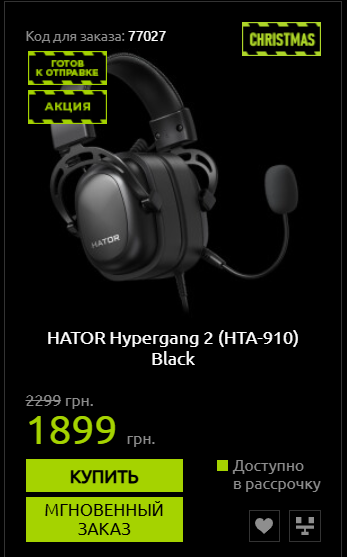 Код для заказа: 77027
CHRISTMAS
ГОТОВ
К ОТПРАВКЕ
АКЦИЯ
HATOR
HATOR Hypergang 2 (HTA-910)
Black
2299 грн.
1899 грн.
КУПИТЬ
Доступно
в рассрочку
МГНОВЕННЫЙ
ЗАКАЗ